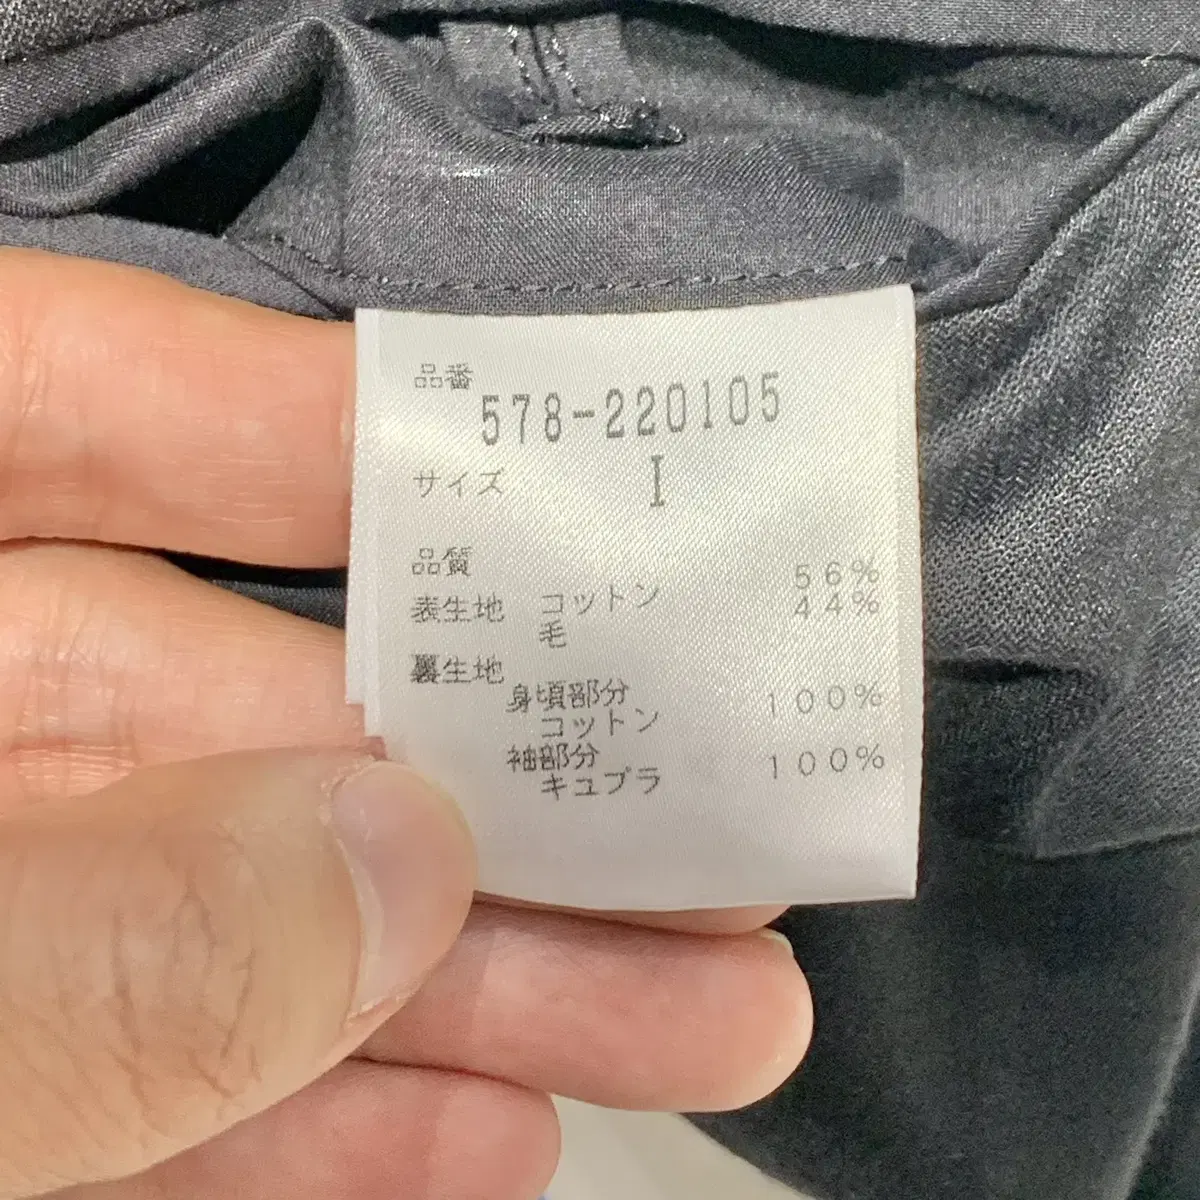 品番
578-220105
サイズ I
品質
表生地 コットン 56%
毛 44%
裏生地
身頃部分
コットン 100%
袖部分
キュプラ 100%